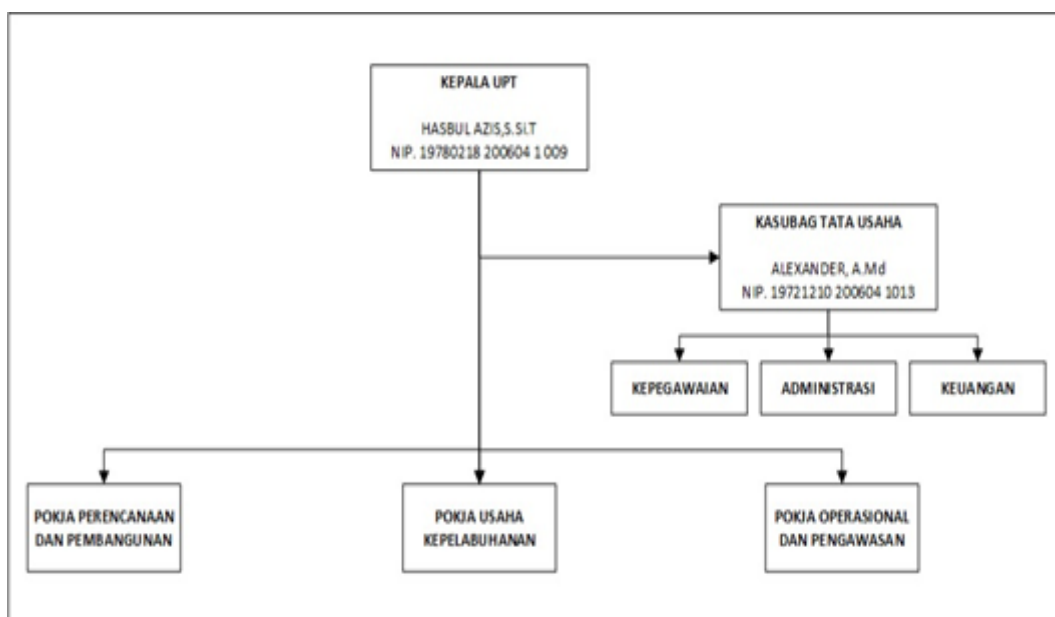 KEPALA UPT
HASBUL AZIS,S.Si.T
NIP. 19780218 200604 1 009
KASUBAG TATA USAHA
ALEXANDER, A.Md
NIP. 19721210 200604 1013
KEPEGAWAIAN
ADMINISTRASI
KEUANGAN
POKJA PERENCANAAN
DAN PEMBANGUNAN
POKJA USAHA
KEPELABUHANAN
POKJA OPERASIONAL
DAN PENGAWASAN